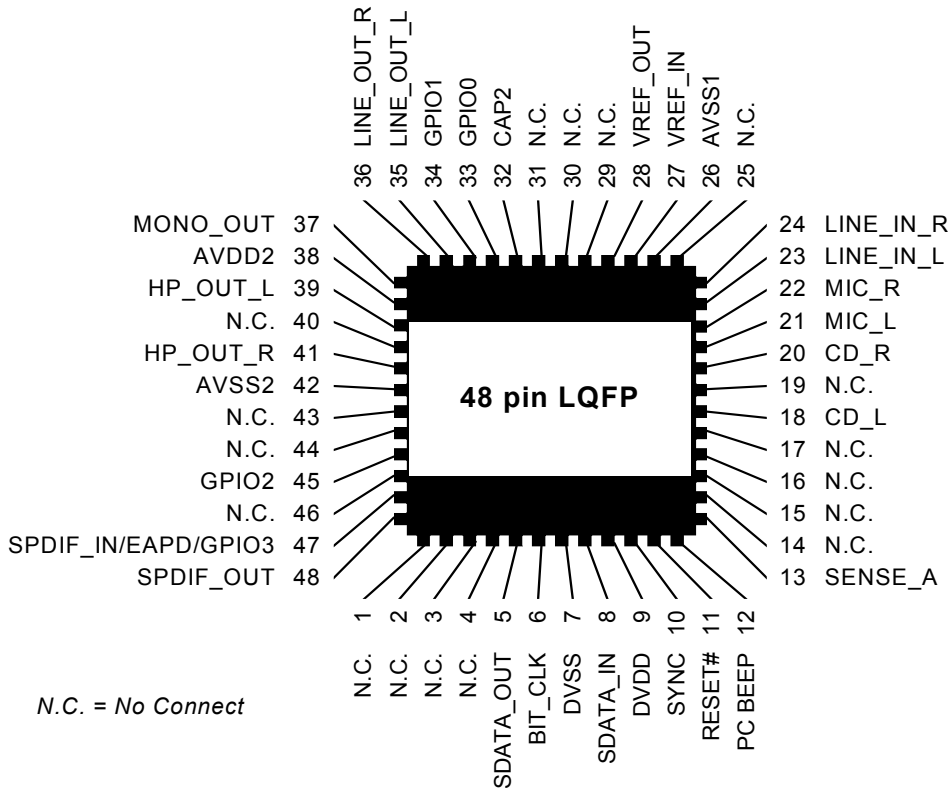 36 LINE_OUT_R
35 LINE_OUT_L
34 GPIO1
33 GPIO0
32 CAP2
31 N.C.
30 N.C.
29 N.C.
28 VREF_OUT
27 VREF_IN
26 AVSS1
25 N.C.
MONO_OUT 37
AVDD2 38
HP_OUT_L 39
N.C. 40
HP_OUT_R 41
AVSS2 42
N.C. 43
N.C. 44
GPIO2 45
N.C. 46
SPDIF_IN/EAPD/GPIO3 47
SPDIF_OUT 48
48 pin LQFP
24 LINE_IN_R
23 LINE_IN_L
22 MIC_R
21 MIC_L
20 CD_R
19 N.C.
18 CD_L
17 N.C.
16 N.C.
15 N.C.
14 N.C.
13 SENSE_A
N.C. 1
N.C. 2
N.C. 3
N.C. 4
SDATA_OUT 5
BIT_CLK 6
DVSS 7
SDATA_IN 8
DVDD 9
SYNC 10
RESET# 11
PC BEEP 12
N.C. = No Connect